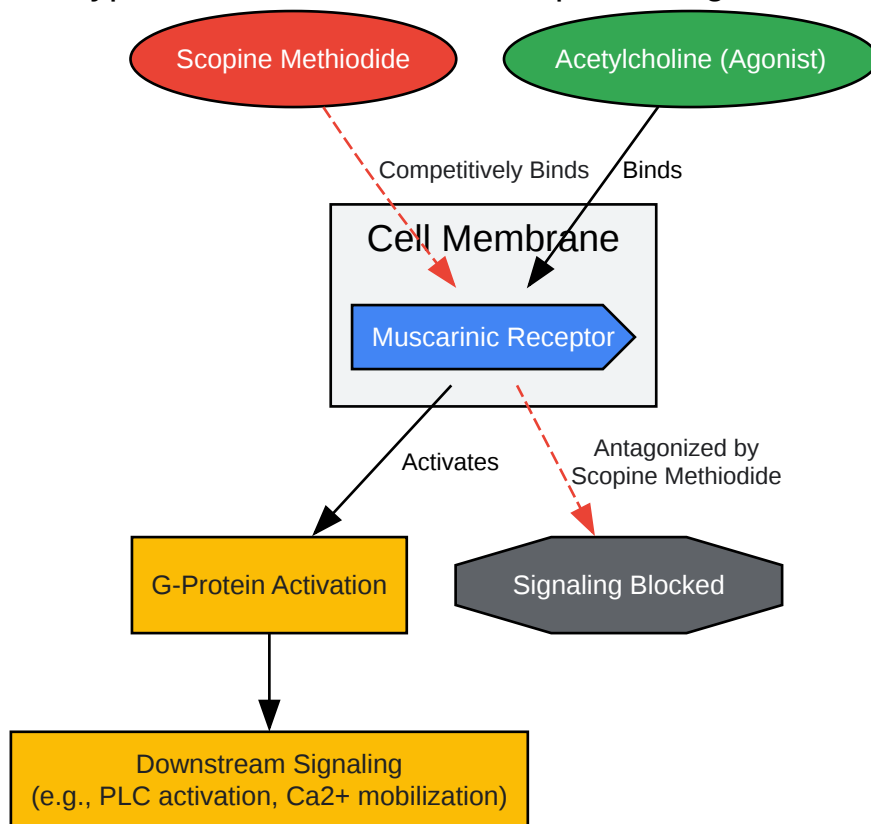 Scopine Methiodide
Acetylcholine (Agonist)
Competitively Binds
Binds
Cell Membrane
Muscarinic Receptor
Activates
Antagonized by
Scopine Methiodide
G-Protein Activation
Signaling Blocked
Downstream Signaling
(e.g., PLC activation, Ca2+ mobilization)